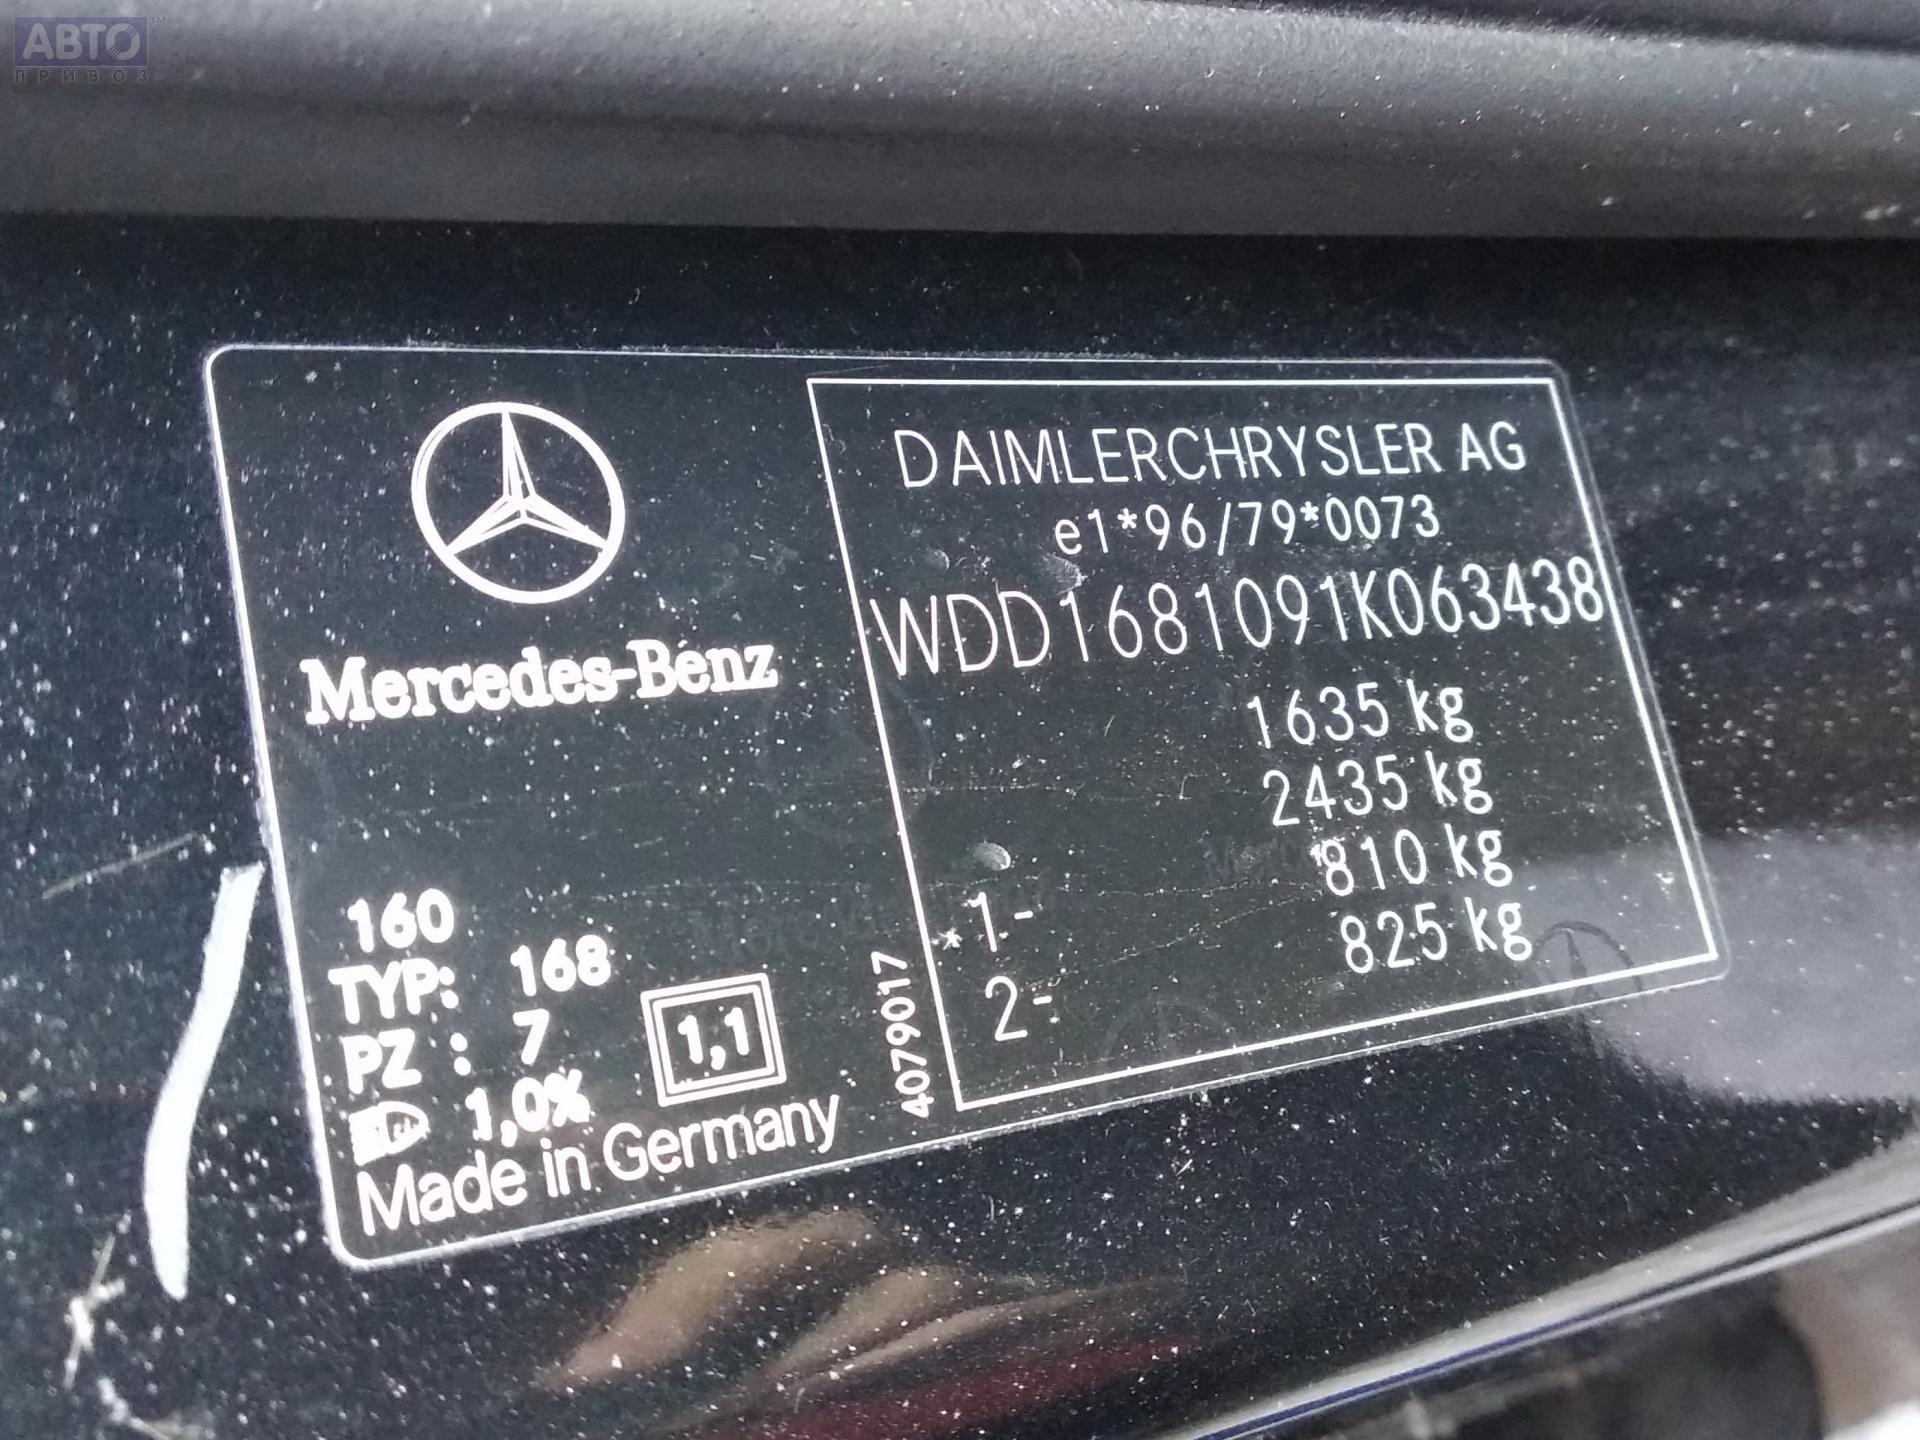 АВТО™
ПРИВОЗ
Mercedes-Benz
160
TYP: 168
PZ : 7
1,0%
1,1
Made in Germany
4079017
DAIMLERCHRYSLER AG
e1*96/79*0073
WDD1681091K063438
1635 kg
2435 kg
1- 810 kg
2- 825 kg